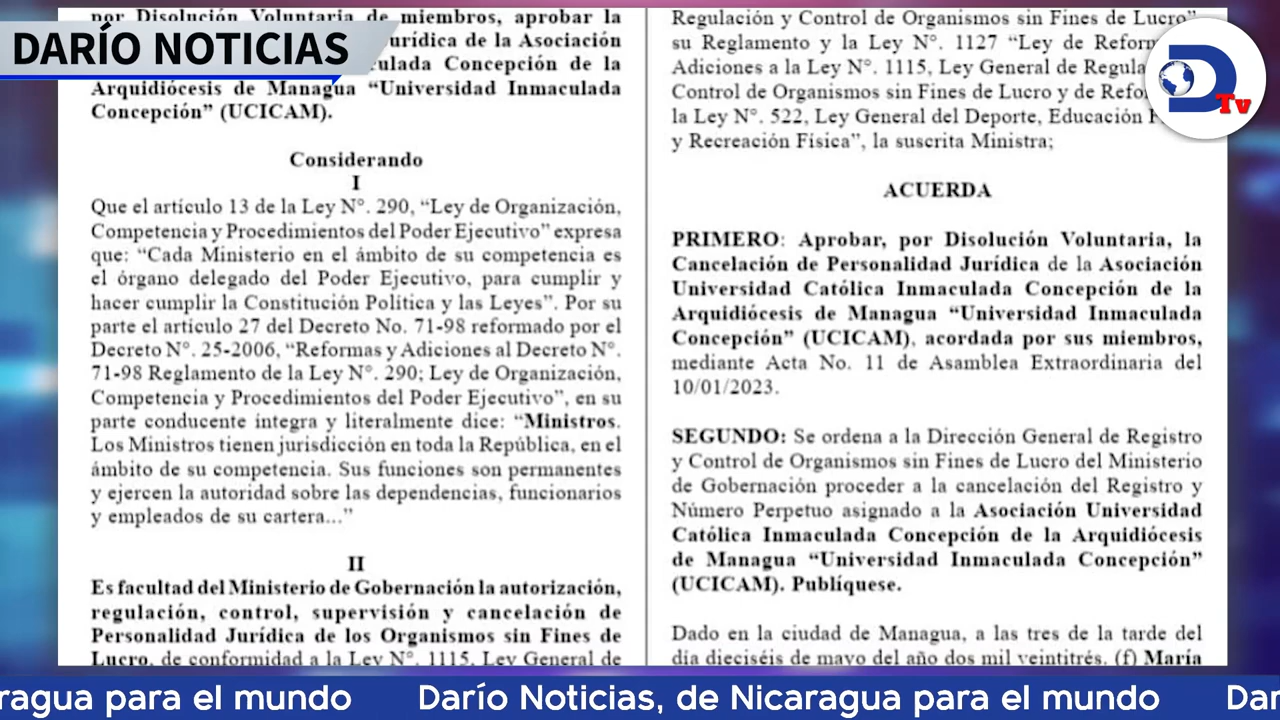 DARÍO NOTICIAS
por Disolución Voluntaria de miembros, aprobar la
urídica de la Asociación
culada Concepción de la
Arquidiócesis de Managua “Universidad Inmaculada
Concepción” (UCICAM).
Considerando
I
Que el artículo 13 de la Ley N°. 290, “Ley de Organización,
Competencia y Procedimientos del Poder Ejecutivo” expresa
que: “Cada Ministerio en el ámbito de su competencia es
el órgano delegado del Poder Ejecutivo, para cumplir y
hacer cumplir la Constitución Política y las Leyes”. Por su
parte el artículo 27 del Decreto No. 71-98 reformado por el
Decreto N°. 25-2006, “Reformas y Adiciones al Decreto N°.
71-98 Reglamento de la Ley N°. 290; Ley de Organización,
Competencia y Procedimientos del Poder Ejecutivo”, en su
parte conducente íntegra y literalmente dice: “Ministros.
Los Ministros tienen jurisdicción en toda la República, en el
ámbito de su competencia. Sus funciones son permanentes
y ejercen la autoridad sobre las dependencias, funcionarios
y empleados de su cartera...”
II
Es facultad del Ministerio de Gobernación la autorización,
regulación, control, supervisión y cancelación de
Personalidad Jurídica de los Organismos sin Fines de
Lucro, de conformidad a la Ley N°. 1115, Ley General de
Regulación y Control de Organismos sin Fines de Lucro”
su Reglamento y la Ley N°. 1127 “Ley de Reform
Adiciones a la Ley N°. 1115, Ley General de Regula
Control de Organismos sin Fines de Lucro y de Refo
la Ley N°. 522, Ley General del Deporte, Educación F
y Recreación Física”, la suscrita Ministra;
ACUERDA
PRIMERO: Aprobar, por Disolución Voluntaria, la
Cancelación de Personalidad Jurídica de la Asociación
Universidad Católica Inmaculada Concepción de la
Arquidiócesis de Managua “Universidad Inmaculada
Concepción” (UCICAM), acordada por sus miembros,
mediante Acta No. 11 de Asamblea Extraordinaria del
10/01/2023.
SEGUNDO: Se ordena a la Dirección General de Registro
y Control de Organismos sin Fines de Lucro del Ministerio
de Gobernación proceder a la cancelación del Registro y
Número Perpetuo asignado a la Asociación Universidad
Católica Inmaculada Concepción de la Arquidiócesis
de Managua “Universidad Inmaculada Concepción”
(UCICAM). Publíquese.
Dado en la ciudad de Managua, a las tres de la tarde del
día dieciséis de mayo del año dos mil veintitrés. (f) María
D Tv
ragua para el mundo Darío Noticias, de Nicaragua para el mundo Dar